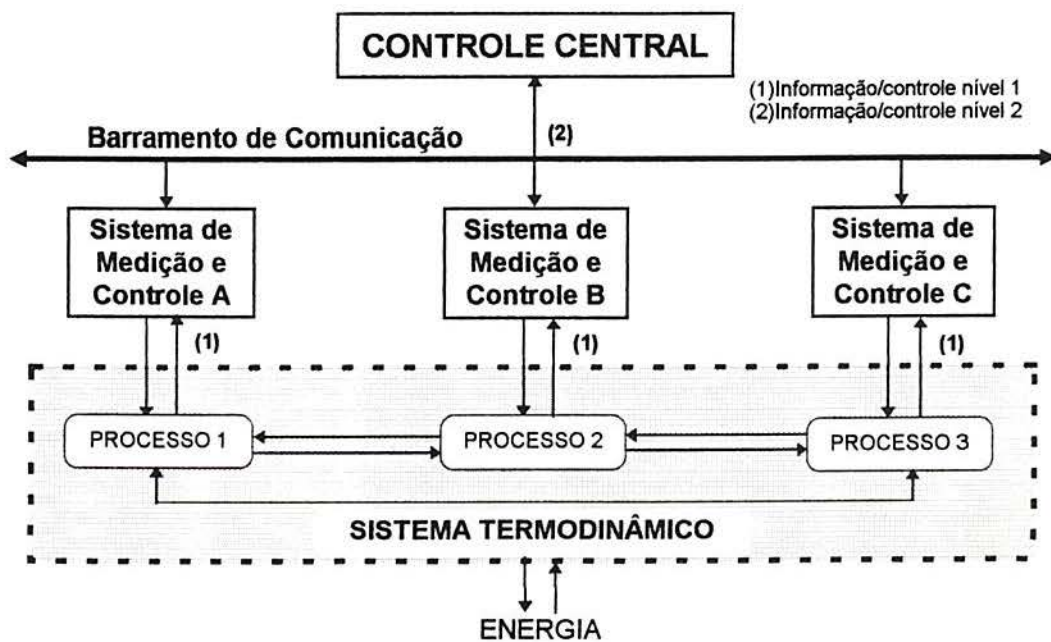 CONTROLE CENTRAL
(1)Informação/controle nível 1
(2)Informação/controle nível 2
Barramento de Comunicação
(2)
Sistema de
Medição e
Controle A
Sistema de
Medição e
Controle B
Sistema de
Medição e
Controle C
(1)
(1)
(1)
PROCESSO 1
PROCESSO 2
PROCESSO 3
SISTEMA TERMODINÂMICO
ENERGIA